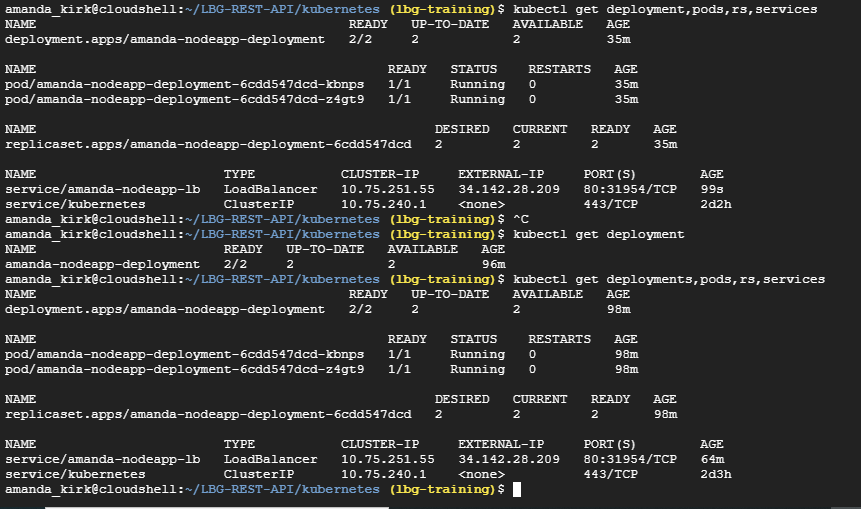 amanda_kirk@cloudshell:~/LBG-REST-API/kubernetes (lbg-training)$ kubectl get deployment,pods,rs,services
NAME READY UP-TO-DATE AVAILABLE AGE
deployment.apps/amanda-nodeapp-deployment 2/2 2 2 35m
NAME READY STATUS RESTARTS AGE
pod/amanda-nodeapp-deployment-6cdd547dcd-kbnps 1/1 Running 0 35m
pod/amanda-nodeapp-deployment-6cdd547dcd-z4gt9 1/1 Running 0 35m
NAME DESIRED CURRENT READY AGE
replicaset.apps/amanda-nodeapp-deployment-6cdd547dcd 2 2 2 35m
NAME TYPE CLUSTER-IP EXTERNAL-IP PORT(S) AGE
service/amanda-nodeapp-lb LoadBalancer 10.75.251.55 34.142.28.209 80:31954/TCP 99s
service/kubernetes ClusterIP 10.75.240.1 <none> 443/TCP 2d2h
amanda_kirk@cloudshell:~/LBG-REST-API/kubernetes (lbg-training)$ ^C
amanda_kirk@cloudshell:~/LBG-REST-API/kubernetes (lbg-training)$ kubectl get deployment
NAME READY UP-TO-DATE AVAILABLE AGE
amanda-nodeapp-deployment 2/2 2 2 96m
amanda_kirk@cloudshell:~/LBG-REST-API/kubernetes (lbg-training)$ kubectl get deployments,pods,rs,services
NAME READY UP-TO-DATE AVAILABLE AGE
deployment.apps/amanda-nodeapp-deployment 2/2 2 2 98m
NAME READY STATUS RESTARTS AGE
pod/amanda-nodeapp-deployment-6cdd547dcd-kbnps 1/1 Running 0 98m
pod/amanda-nodeapp-deployment-6cdd547dcd-z4gt9 1/1 Running 0 98m
NAME DESIRED CURRENT READY AGE
replicaset.apps/amanda-nodeapp-deployment-6cdd547dcd 2 2 2 98m
NAME TYPE CLUSTER-IP EXTERNAL-IP PORT(S) AGE
service/amanda-nodeapp-lb LoadBalancer 10.75.251.55 34.142.28.209 80:31954/TCP 64m
service/kubernetes ClusterIP 10.75.240.1 <none> 443/TCP 2d3h
amanda_kirk@cloudshell:~/LBG-REST-API/kubernetes (lbg-training)$